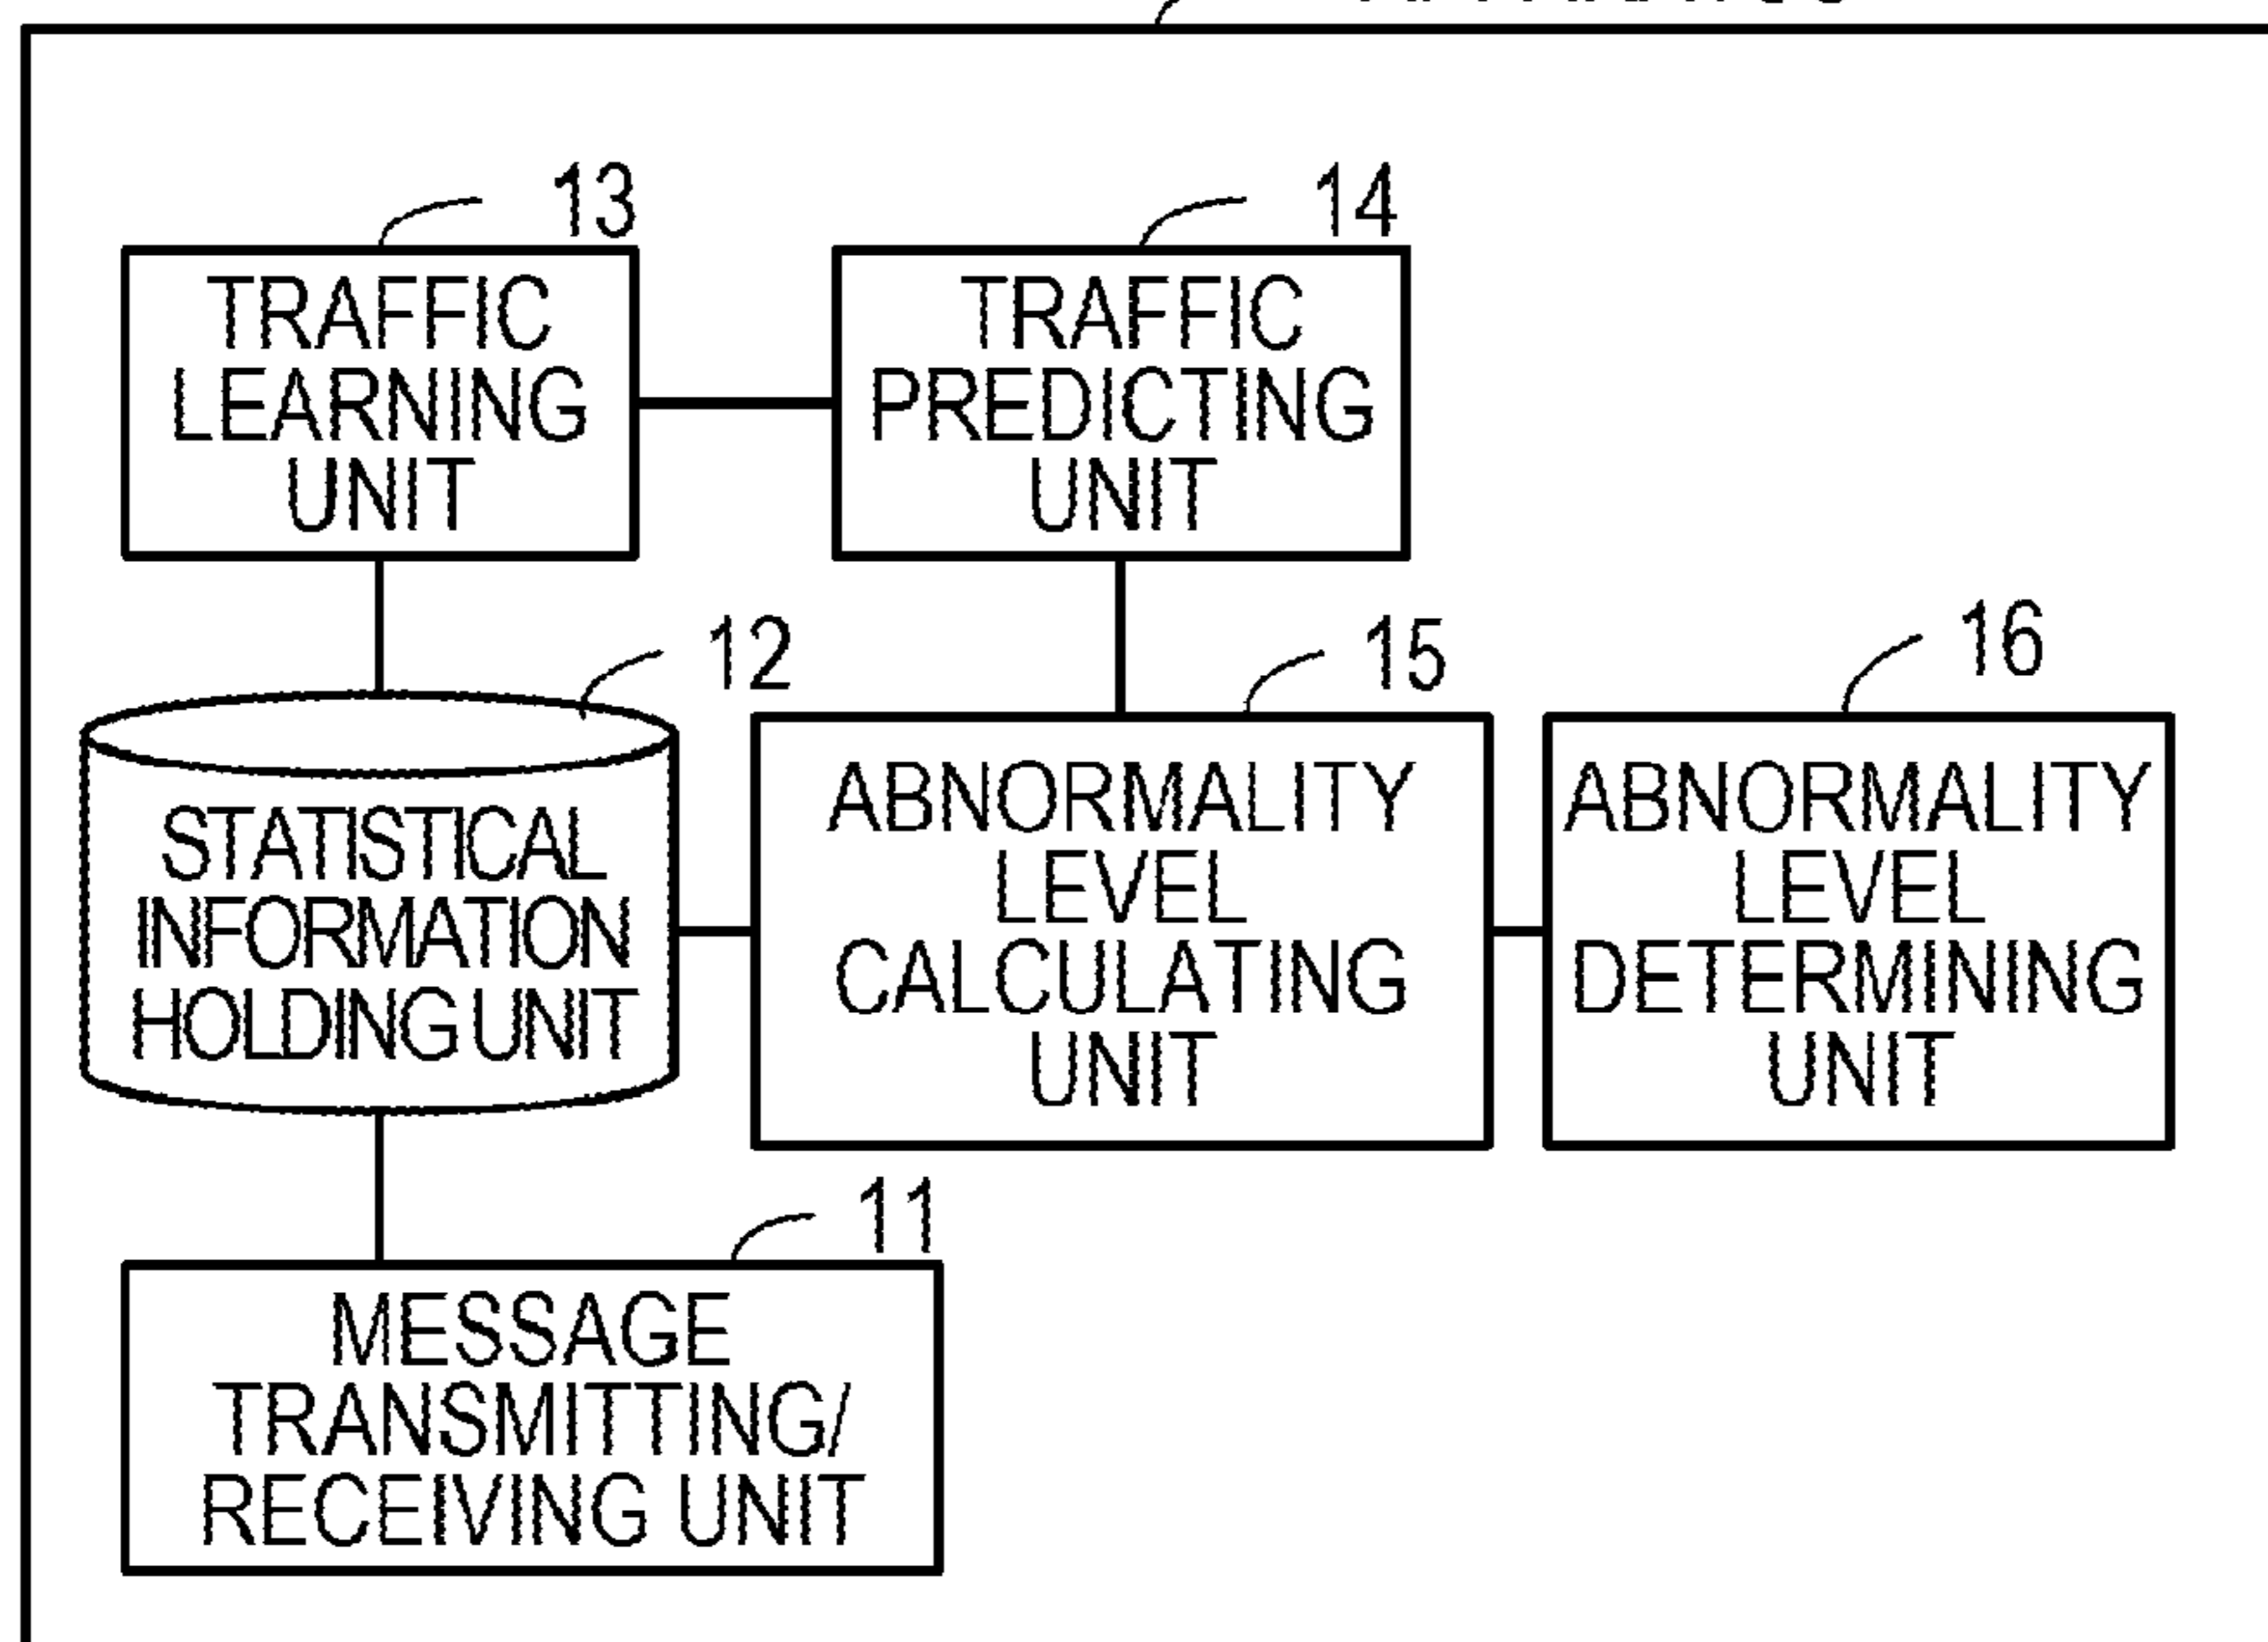 13
TRAFFIC
LEARNING
UNIT
14
TRAFFIC
PREDICTING
UNIT
12
STATISTICAL
INFORMATION
HOLDING UNIT
15
ABNORMALITY
LEVEL
CALCULATING
UNIT
16
ABNORMALITY
LEVEL
DETERMINING
UNIT
11
MESSAGE
TRANSMITTING/
RECEIVING UNIT